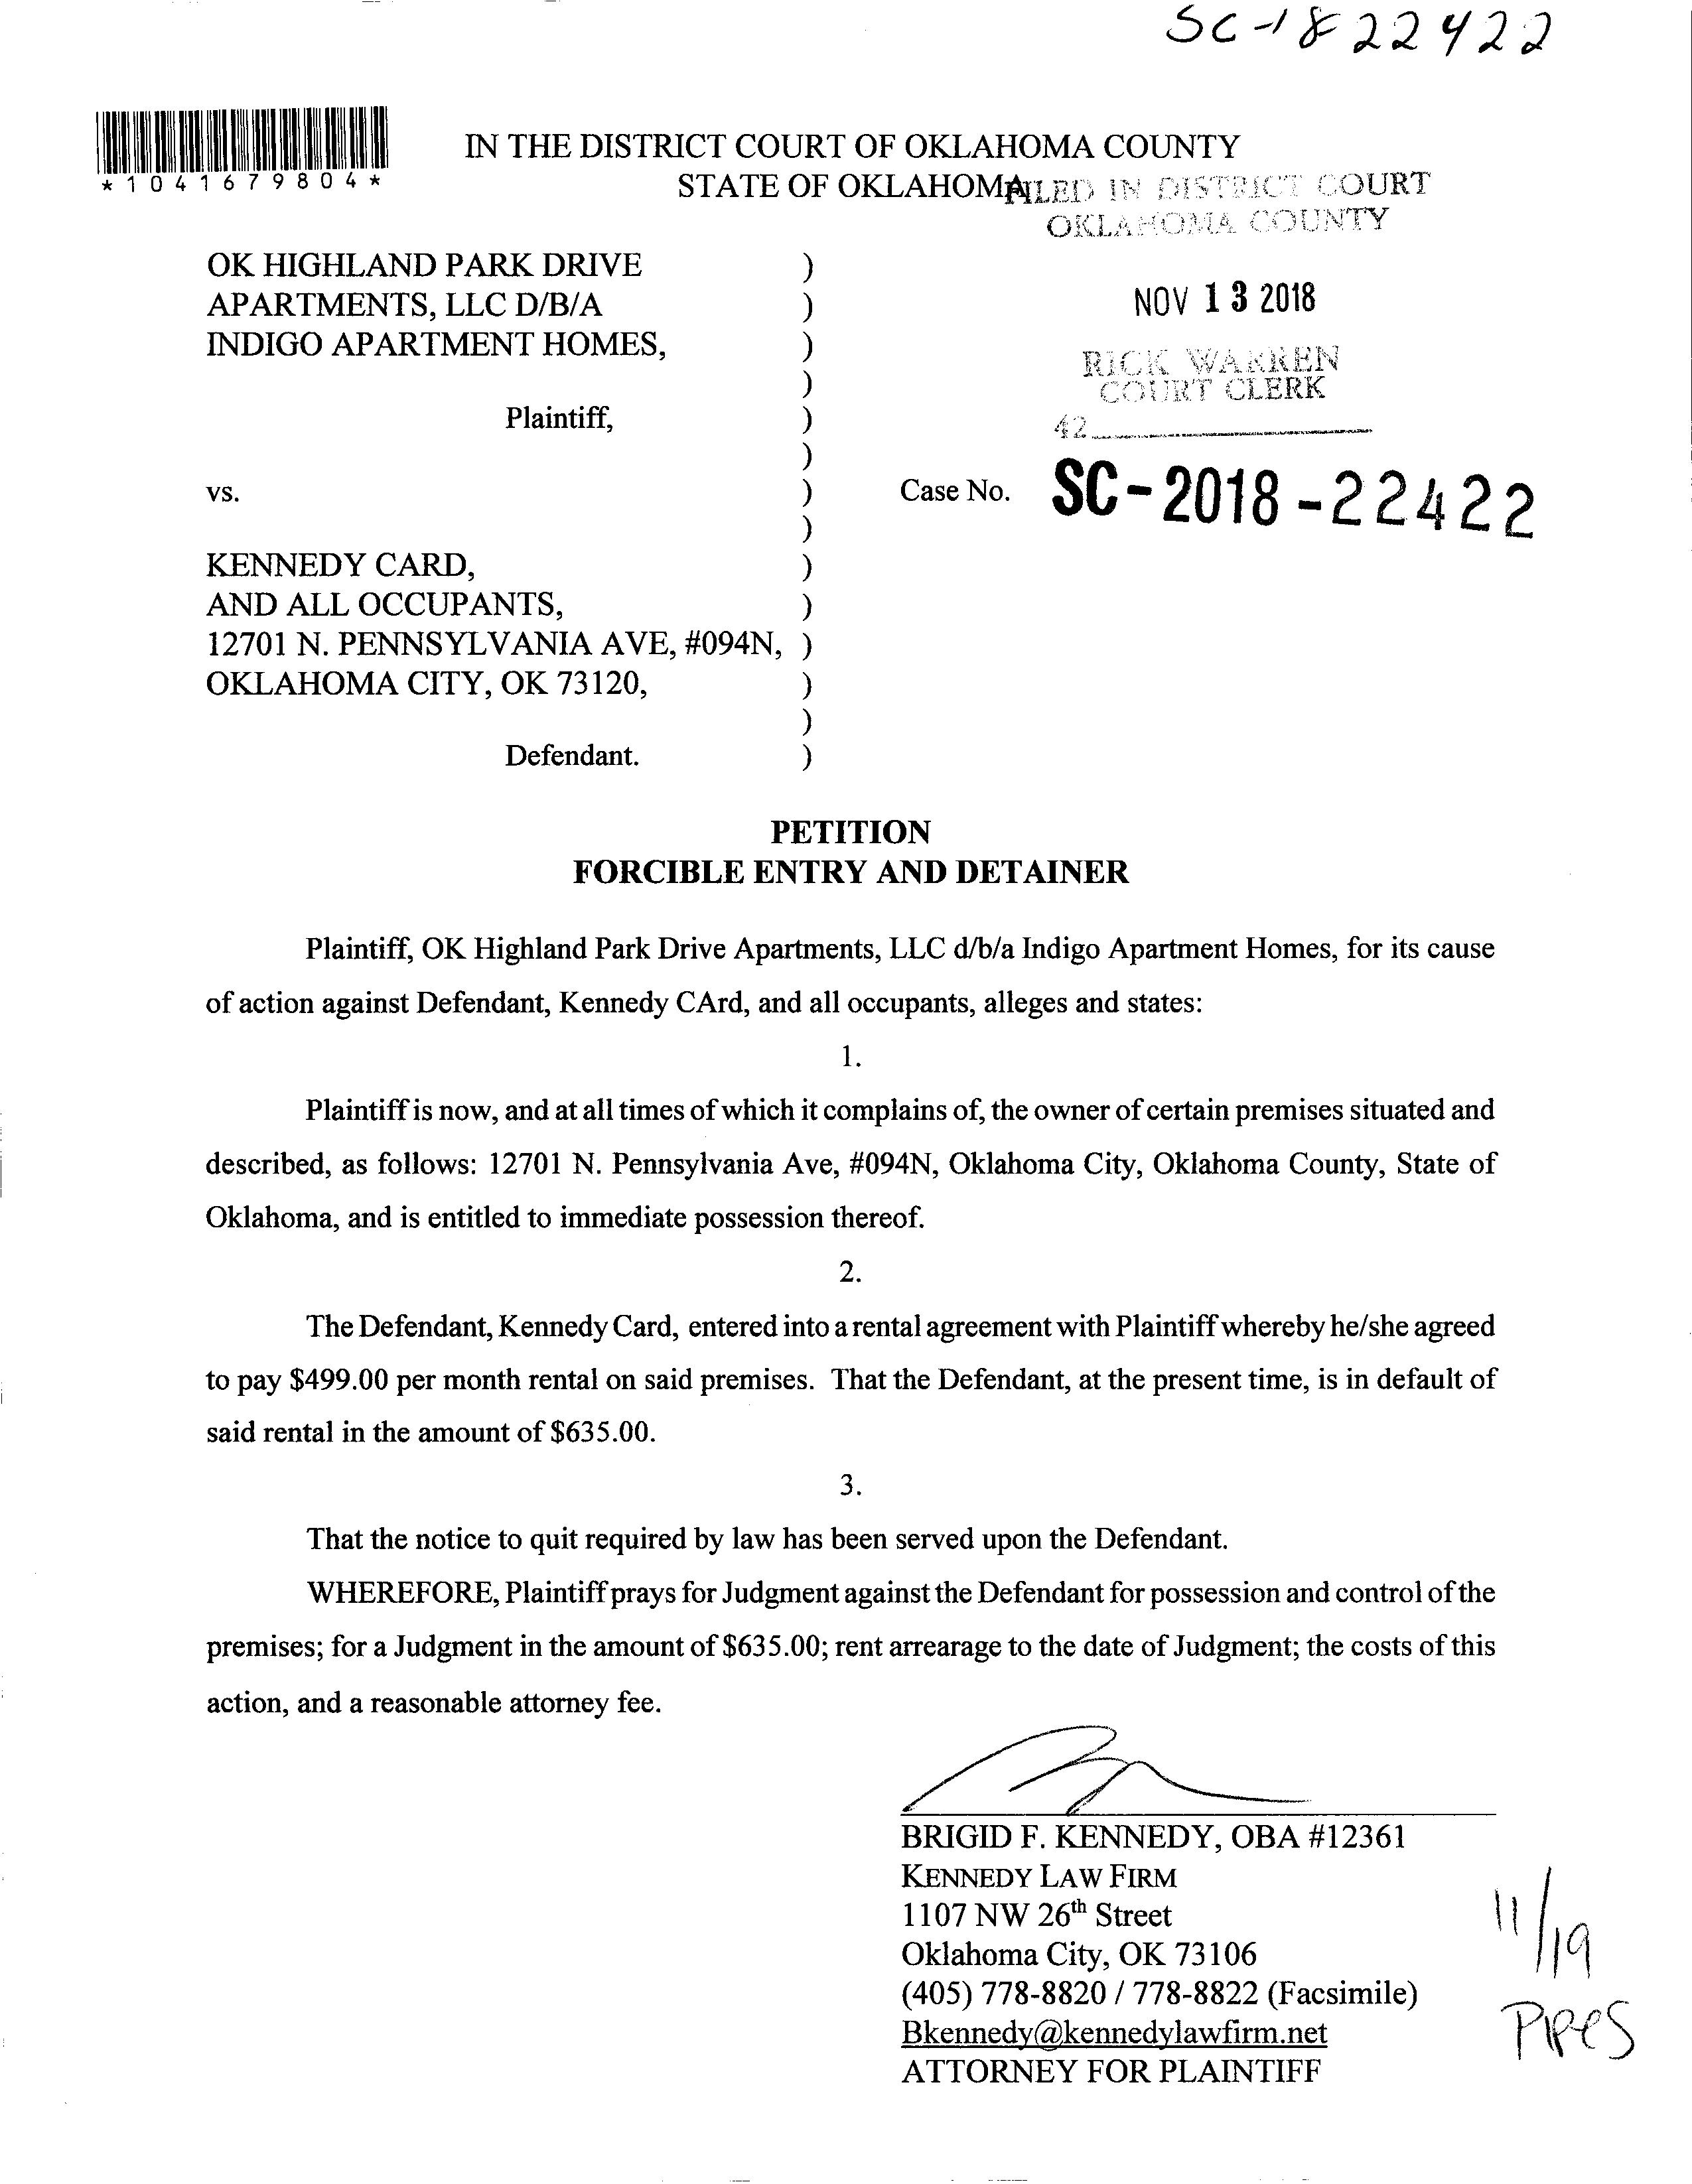 SC-1822422
*1041679804*
IN THE DISTRICT COURT OF OKLAHOMA COUNTY
STATE OF OKLAHOMA
FILED IN DISTRICT COURT
OKLAHOMA COUNTY
OK HIGHLAND PARK DRIVE )
APARTMENTS, LLC D/B/A )
INDIGO APARTMENT HOMES, )
)
NOV 13 2018
RICK WARREN
COURT CLERK
42
Plaintiff, )
)
vs. ) Case No. SC-2018-22422
)
KENNEDY CARD, )
AND ALL OCCUPANTS, )
12701 N. PENNSYLVANIA AVE, #094N, )
OKLAHOMA CITY, OK 73120, )
)
Defendant. )
PETITION
FORCIBLE ENTRY AND DETAINER
Plaintiff, OK Highland Park Drive Apartments, LLC d/b/a Indigo Apartment Homes, for its cause
of action against Defendant, Kennedy CArd, and all occupants, alleges and states:
1.
Plaintiff is now, and at all times of which it complains of, the owner of certain premises situated and
described, as follows: 12701 N. Pennsylvania Ave, #094N, Oklahoma City, Oklahoma County, State of
Oklahoma, and is entitled to immediate possession thereof.
2.
The Defendant, Kennedy Card, entered into a rental agreement with Plaintiff whereby he/she agreed
to pay $499.00 per month rental on said premises. That the Defendant, at the present time, is in default of
said rental in the amount of $635.00.
3.
That the notice to quit required by law has been served upon the Defendant.
WHEREFORE, Plaintiff prays for Judgment against the Defendant for possession and control of the
premises; for a Judgment in the amount of $635.00; rent arrearage to the date of Judgment; the costs of this
action, and a reasonable attorney fee.
BRIGID F. KENNEDY, OBA #12361
KENNEDY LAW FIRM
1107 NW 26th Street
Oklahoma City, OK 73106
(405) 778-8820 / 778-8822 (Facsimile)
Bkennedy@kennedylawfirm.net
ATTORNEY FOR PLAINTIFF
11/19